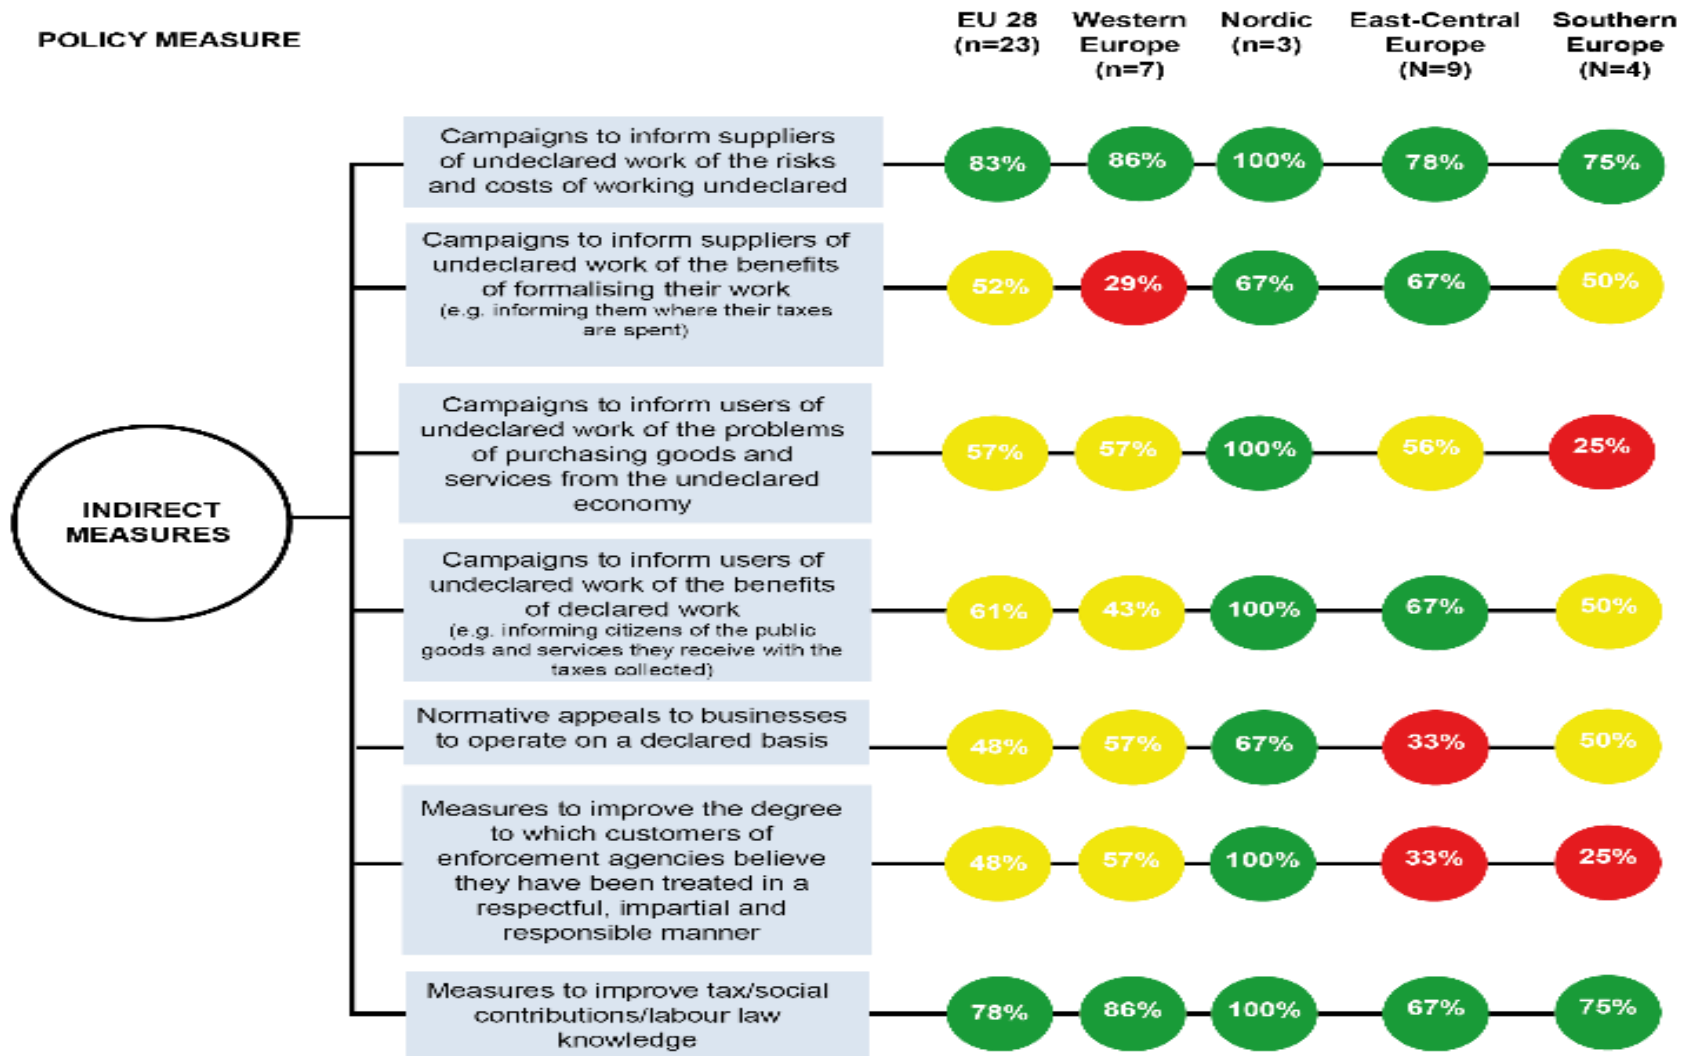 POLICY MEASURE
EU 28
(n=23)
Western
Europe
(n=7)
Nordic
(n=3)
East-Central
Europe
(N=9)
Southern
Europe
(N=4)
INDIRECT
MEASURES
Campaigns to inform suppliers
of undeclared work of the risks
and costs of working undeclared
83%
86%
100%
78%
75%
Campaigns to inform suppliers of
undeclared work of the benefits
of formalising their work
(e.g. informing them where their taxes
are spent)
52%
29%
67%
67%
50%
Campaigns to inform users of
undeclared work of the problems
of purchasing goods and
services from the undeclared
economy
57%
57%
100%
56%
25%
Campaigns to inform users of
undeclared work of the benefits
of declared work
(e.g. informing citizens of the public
goods and services they receive with the
taxes collected)
61%
43%
100%
67%
50%
Normative appeals to businesses
to operate on a declared basis
48%
57%
67%
33%
50%
Measures to improve the degree
to which customers of
enforcement agencies believe
they have been treated in a
respectful, impartial and
responsible manner
48%
57%
100%
33%
25%
Measures to improve tax/social
contributions/labour law
knowledge
78%
86%
100%
67%
75%